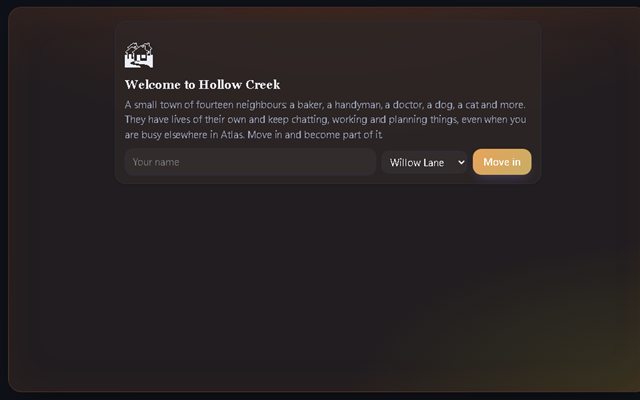 Welcome to Hollow Creek
A small town of fourteen neighbours: a baker, a handyman, a doctor, a dog, a cat and more.
They have lives of their own and keep chatting, working and planning things, even when you
are busy elsewhere in Atlas. Move in and become part of it.
Your name
Willow Lane
Move in